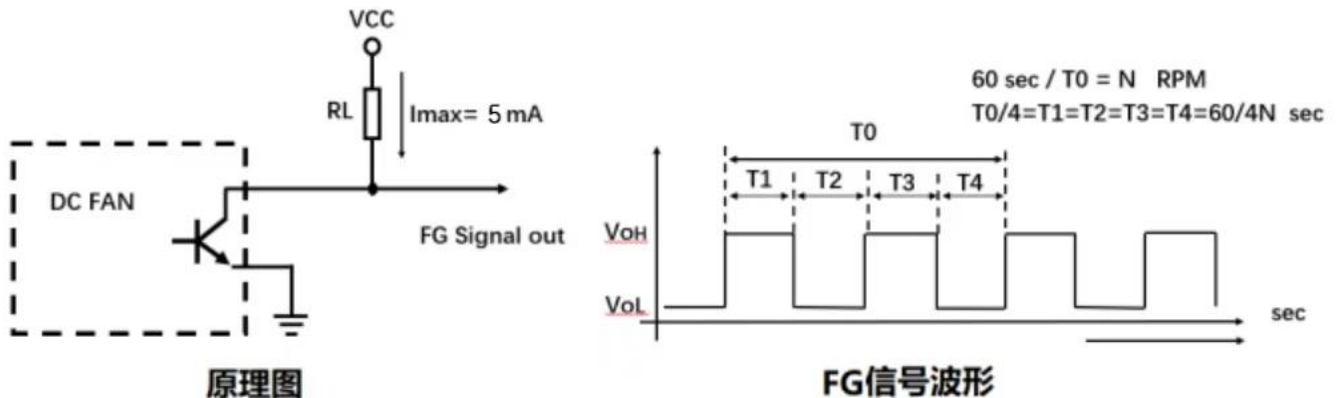 VCC
RL
Imax= 5 mA
DC FAN
FG Signal out
原理图
60 sec / T0 = N RPM
T0/4=T1=T2=T3=T4=60/4N sec
T0
T1 T2 T3 T4
VoH
VoL
sec
FG信号波形